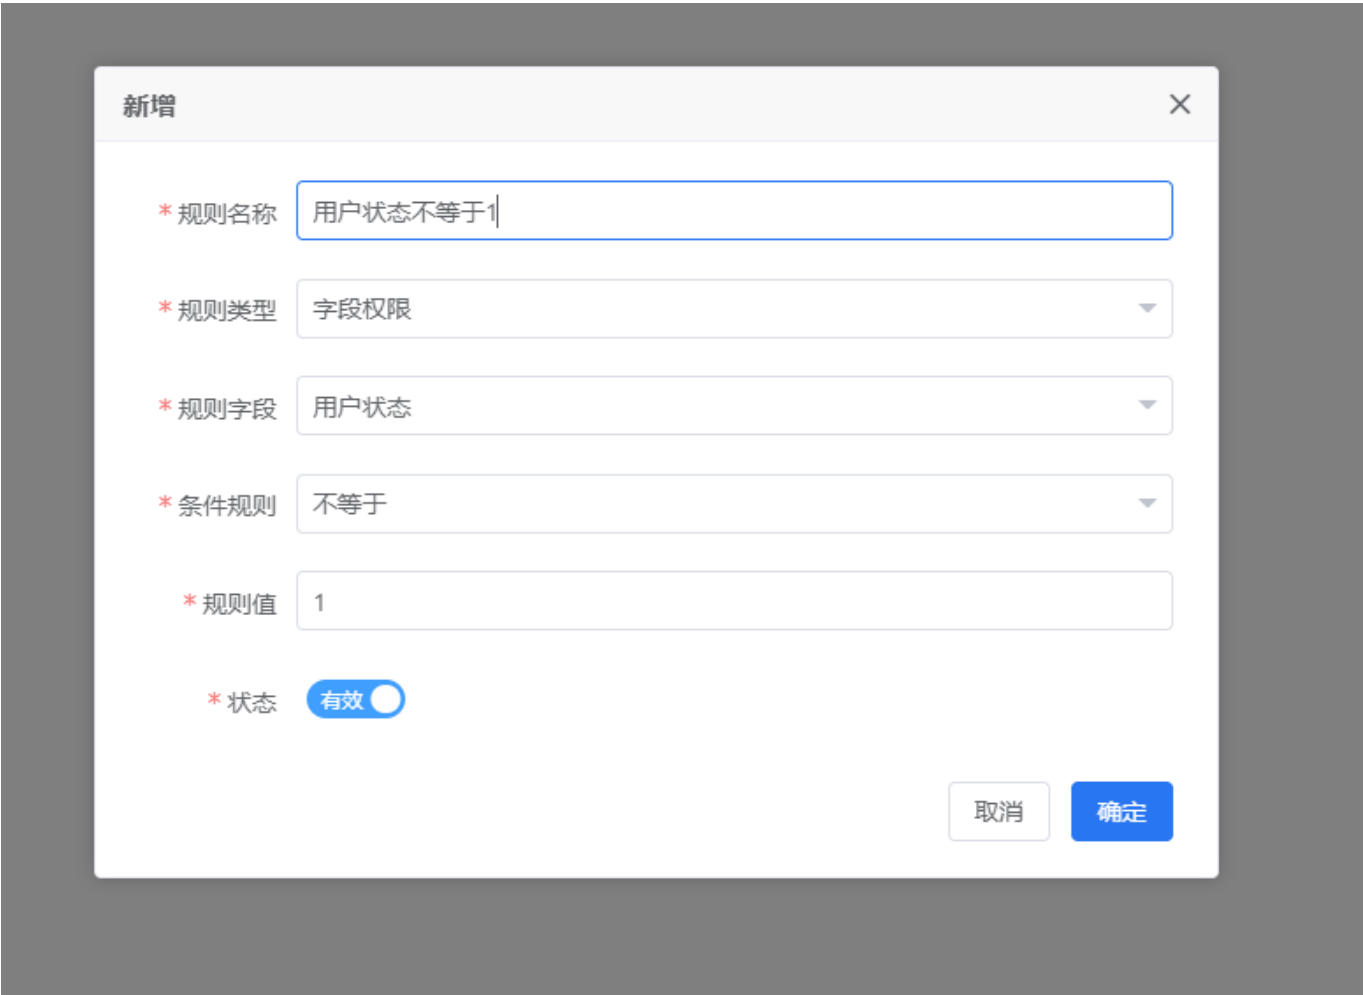 新增
* 规则名称 用户状态不等于1
* 规则类型 字段权限
* 规则字段 用户状态
* 条件规则 不等于
* 规则值 1
* 状态 有效
取消 确定